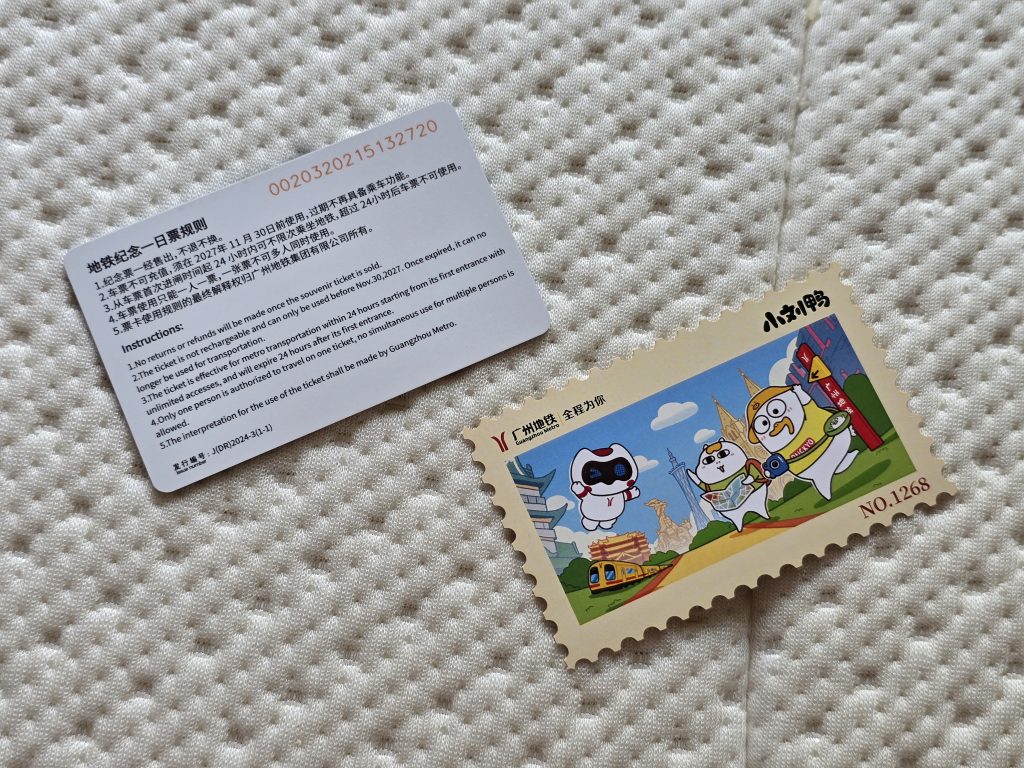 0020320215132720
地铁纪念一日票规则
1.纪念票一经售出,不退不换。
2.车票不可充值,须在 2027年 11 月 30日前使用,过期不再具备乘车功能。
3.从车票首次进闸时间起 24 小时内可不限次乘坐地铁,超过 24小时后车票不可使用。
4.车票使用只能一人一票,一张票不可多人同时使用。
5.票卡使用规则的最终解释权归广州地铁集团有限公司所有。
Instructions:
1.No returns or refunds will be made once the souvenir ticket is sold.
2.The ticket is not rechargeable and can only be used before Nov.30,2027. Once expired, it can no
longer be used for transportation.
3.The ticket is effective for metro transportation within 24 hours starting from its first entrance with
unlimited accesses, and will expire 24 hours after its first entrance.
4.Only one person is authorized to travel on one ticket, no simultaneous use for multiple persons is
allowed.
5.The interpretation for the use of the ticket shall be made by Guangzhou Metro.
发行编号: J(DR)2024-3(1-1)
Issue number
小刘鸭
广州地铁 全程为你
Guangzhou Metro
广州地铁
NO.1268